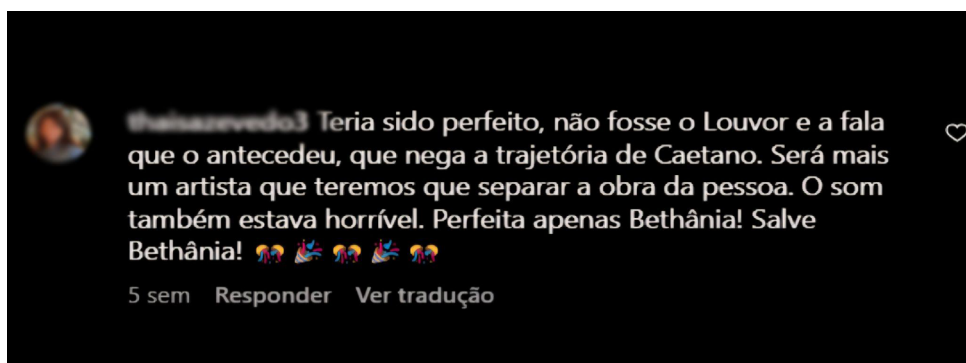 Teria sido perfeito, não fosse o Louvor e a fala
que o antecedeu, que nega a trajetória de Caetano. Será mais
um artista que teremos que separar a obra da pessoa. O som
também estava horrível. Perfeita apenas Bethânia! Salve
Bethânia! 🎊 🎉 🎊 🎉 🎊
5 sem Responder Ver tradução